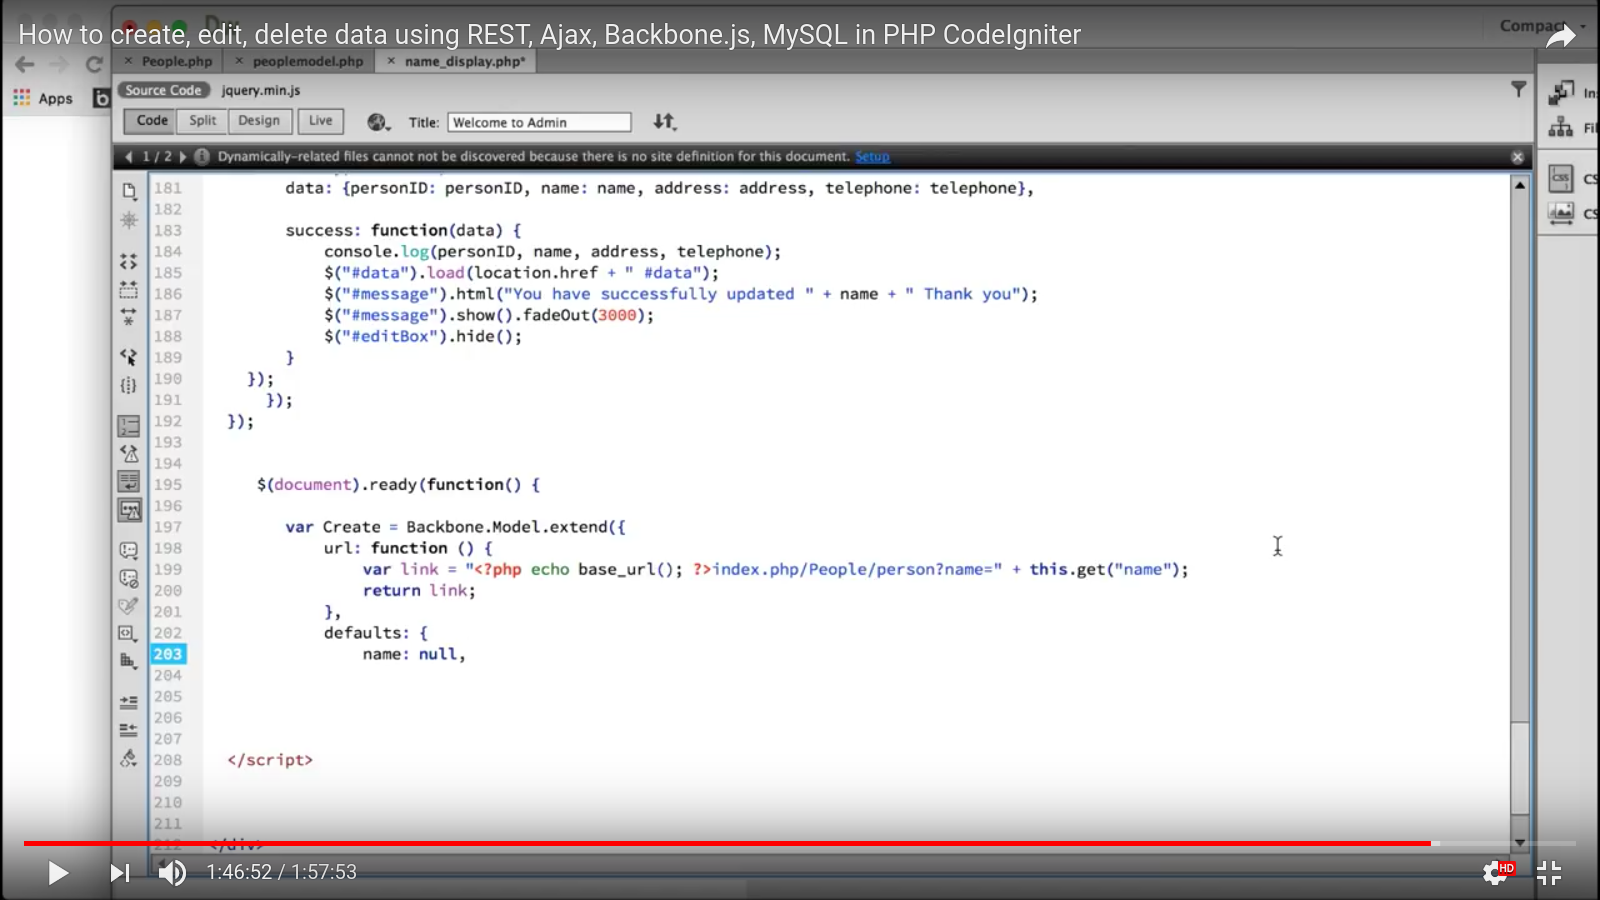 How to create, edit, delete data using REST, Ajax, Backbone.js, MySQL in PHP CodeIgniter
Compact
People.php
peoplemodel.php
name_display.php*
Apps
Source Code
jquery.min.js
Code
Split
Design
Live
Title:
Welcome to Admin
1 / 2
Dynamically-related files cannot not be discovered because there is no site definition for this document. Setup
181 data: {personID: personID, name: name, address: address, telephone: telephone},
182
183 success: function(data) {
184 console.log(personID, name, address, telephone);
185 $("#data").load(location.href + " #data");
186 $("#message").html("You have successfully updated " + name + " Thank you");
187 $("#message").show().fadeOut(3000);
188 $("#editBox").hide();
189 }
190 });
191 });
192 });
193
194
195 $(document).ready(function() {
196
197 var Create = Backbone.Model.extend({
198 url: function () {
199 var link = "<?php echo base_url(); ?>index.php/People/person?name=" + this.get("name");
200 return link;
201 },
202 defaults: {
203 name: null,
204
205
206
207
208 </script>
209
210
211
212 </div>
CSS
1:46:52 / 1:57:53
HD